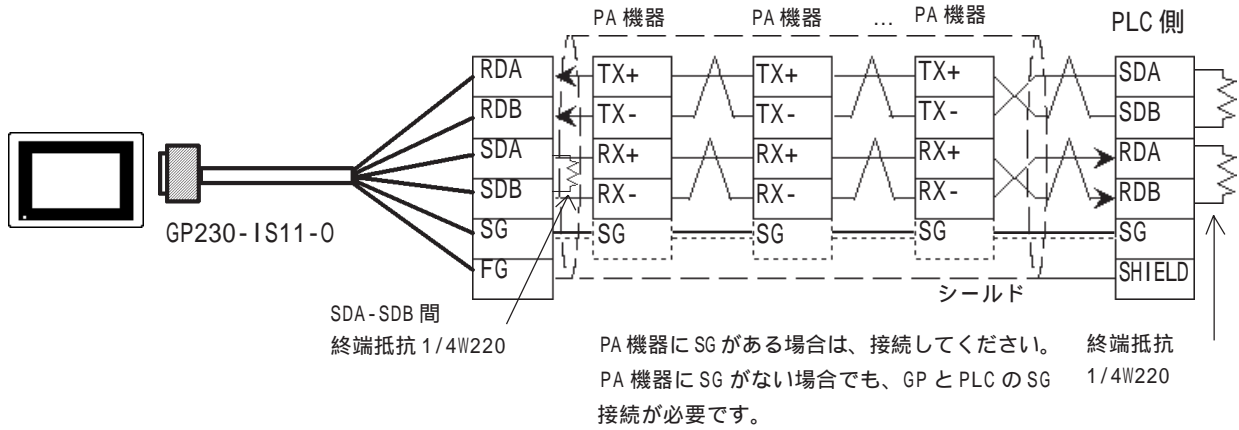 PA 機器
PA 機器
...
PA 機器
PLC 側
RDA
RDB
SDA
SDB
SG
FG
TX+
TX-
RX+
RX-
SG
TX+
TX-
RX+
RX-
SG
TX+
TX-
RX+
RX-
SG
SDA
SDB
RDA
RDB
SG
SHIELD
GP230-IS11-O
シールド
SDA-SDB 間
終端抵抗 1/4W220
PA 機器に SG がある場合は、接続してください。
PA 機器に SG がない場合でも、GP と PLC の SG
接続が必要です。
終端抵抗
1/4W220